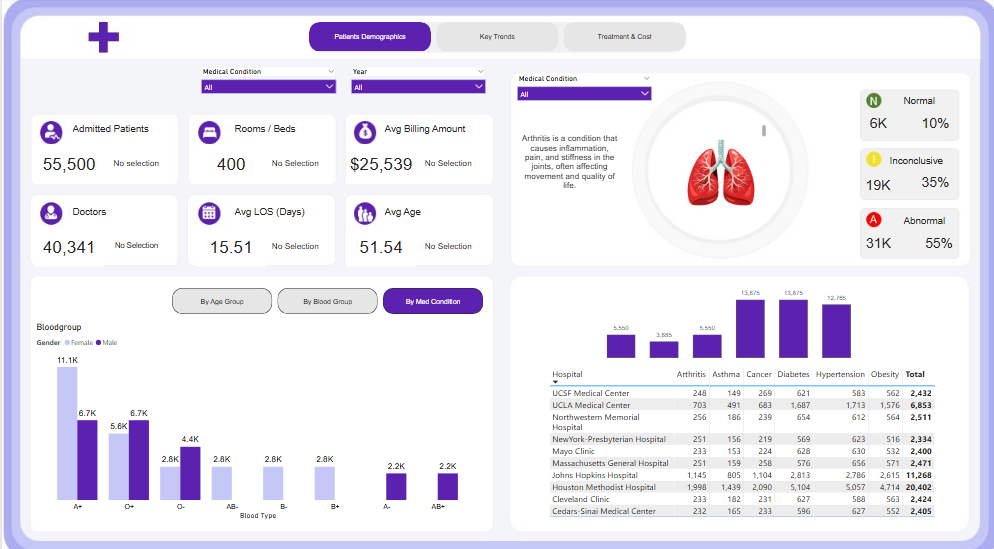 Patients Demographics
Key Trends
Treatment & Cost
Medical Condition
All
Year
All
Admitted Patients
55,500 No selection
Rooms / Beds
400 No Selection
Avg Billing Amount
$25,539 No Selection
Doctors
40,341 No Selection
Avg LOS (Days)
15.51 No Selection
Avg Age
51.54 No Selection
Medical Condition
All
Arthritis is a condition that
causes inflammation,
pain, and stiffness in the
joints, often affecting
movement and quality of
life.
N Normal
6K 10%
I Inconclusive
19K 35%
A Abnormal
31K 55%
By Age Group
By Blood Group
By Med Condition
Bloodgroup
Gender Female Male
11.1K
6.7K
5.6K
6.7K
2.8K
4.4K
2.8K
2.8K
2.8K
2.2K
2.2K
A+ O+ O- AB- B- B+ A- AB+
Blood Type
5,550
3,885
5,550
13,875
13,875
12,765
Hospital Arthritis Asthma Cancer Diabetes Hypertension Obesity Total
UCSF Medical Center 248 149 269 621 583 562 2,432
UCLA Medical Center 703 491 683 1,687 1,713 1,576 6,853
Northwestern Memorial 256 186 239 654 612 564 2,511
Hospital
NewYork-Presbyterian Hospital 251 156 219 569 623 516 2,334
Mayo Clinic 233 153 224 628 630 532 2,400
Massachusetts General Hospital 251 159 258 576 656 571 2,471
Johns Hopkins Hospital 1,145 805 1,104 2,813 2,786 2,615 11,268
Houston Methodist Hospital 1,998 1,439 2,090 5,104 5,057 4,714 20,402
Cleveland Clinic 233 182 231 627 588 563 2,424
Cedars-Sinai Medical Center 232 165 233 596 627 552 2,405